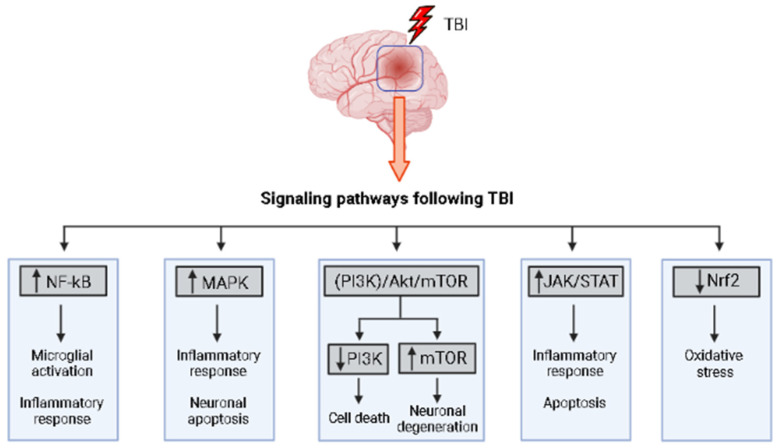 TBI
Signaling pathways following TBI
NF-kB
Microglial
activation
Inflammatory
response
MAPK
Inflammatory
response
Neuronal
apoptosis
(PI3K)/Akt/mTOR
PI3K
Cell death
mTOR
Neuronal
degeneration
JAK/STAT
Inflammatory
response
Apoptosis
Nrf2
Oxidative
stress